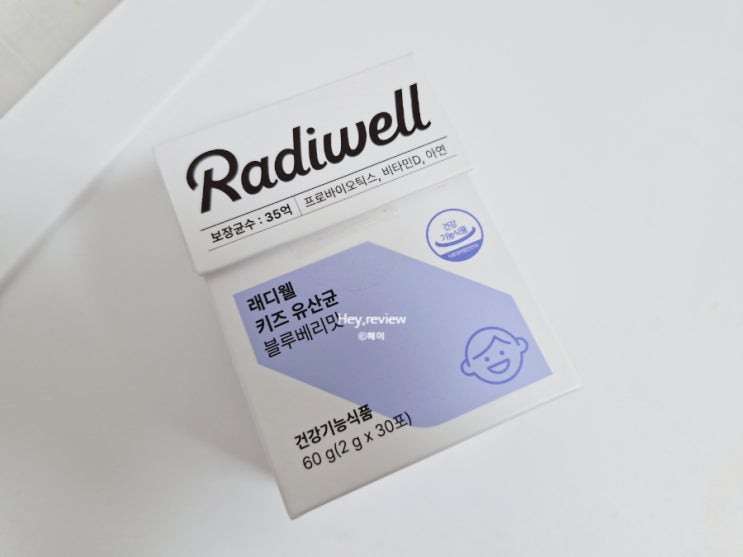 Radiwell
보장균수 : 35억 | 프로바이오틱스, 비타민D, 아연
건강
기능식품
래디웰
키즈 유산균
블루베리맛
Hey,review
©헤이
건강기능식품
60 g(2 g x 30포)